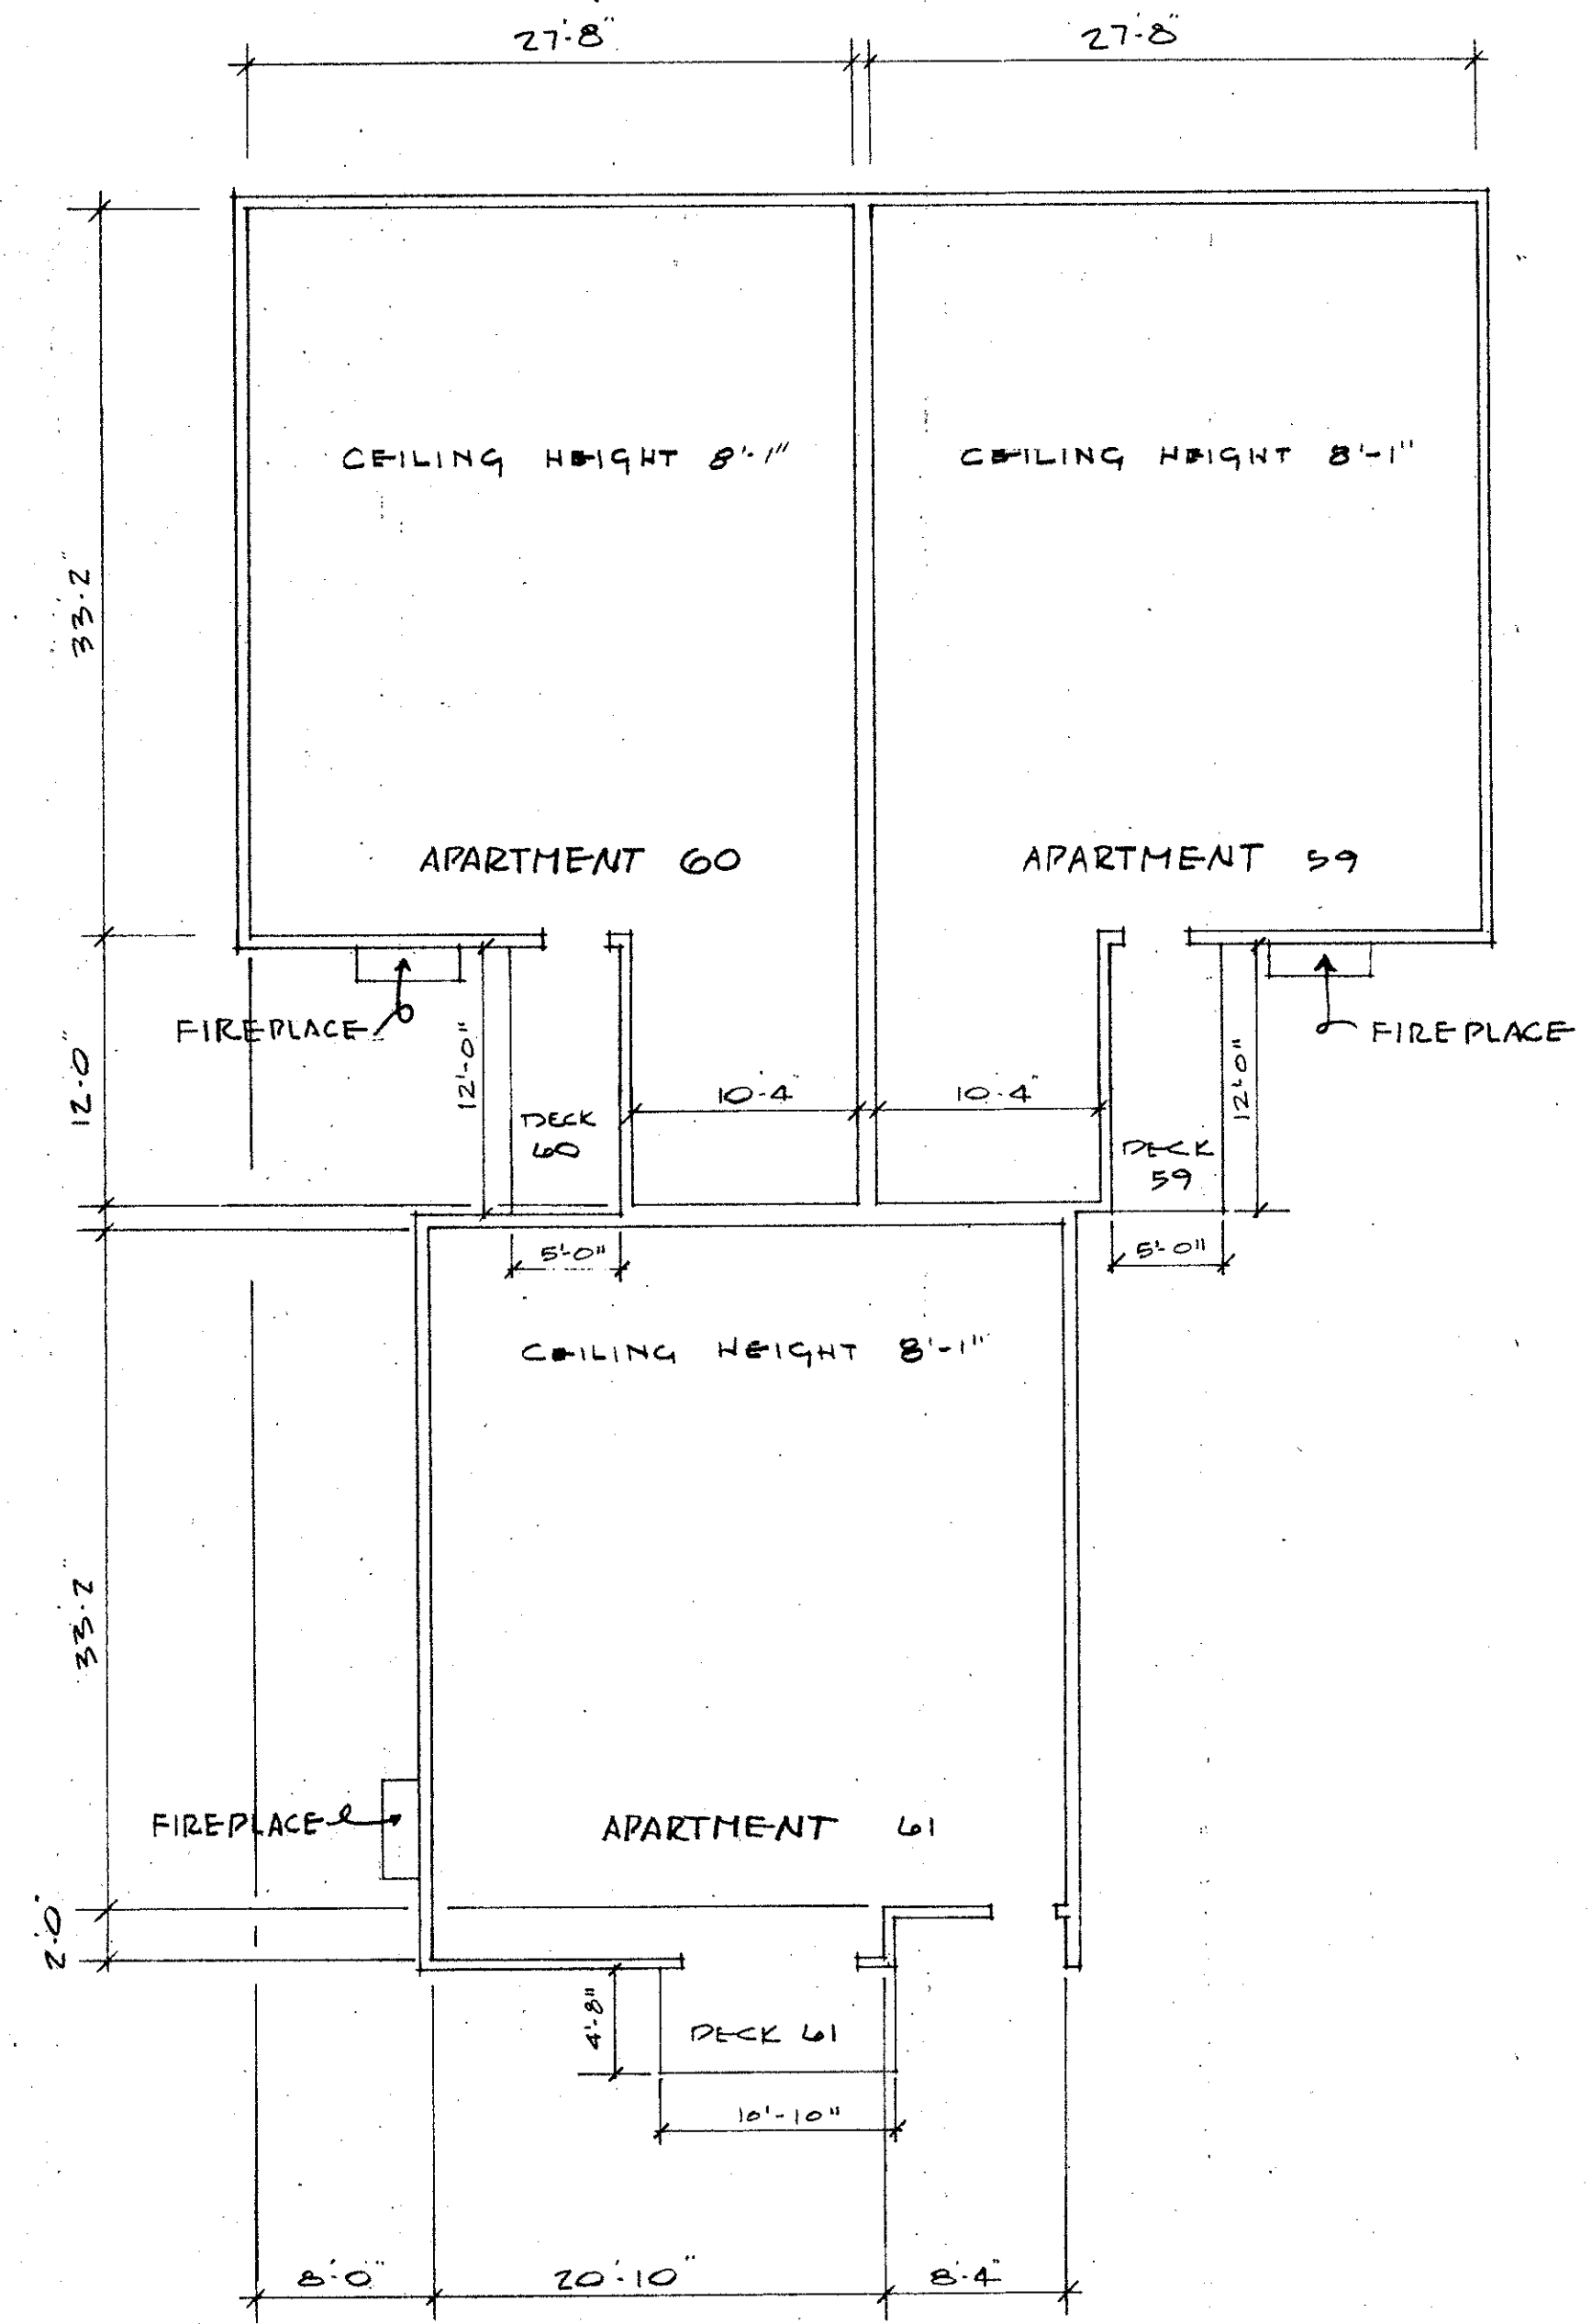 27'-8" 27'-8"
CEILING HEIGHT 8'-1" CEILING HEIGHT 8'-1"
33'-2"
APARTMENT 60 APARTMENT 59
FIREPLACE FIREPLACE
12'-0" 12'-0" 12'-0"
10'-4" 10'-4"
DECK
60
DECK
59
5'-0" 5'-0"
CEILING HEIGHT 8'-1"
33'-2"
FIREPLACE APARTMENT 61
2'-0"
4'-8" DECK 61
10'-10"
8'-0" 20'-10" 8'-4"